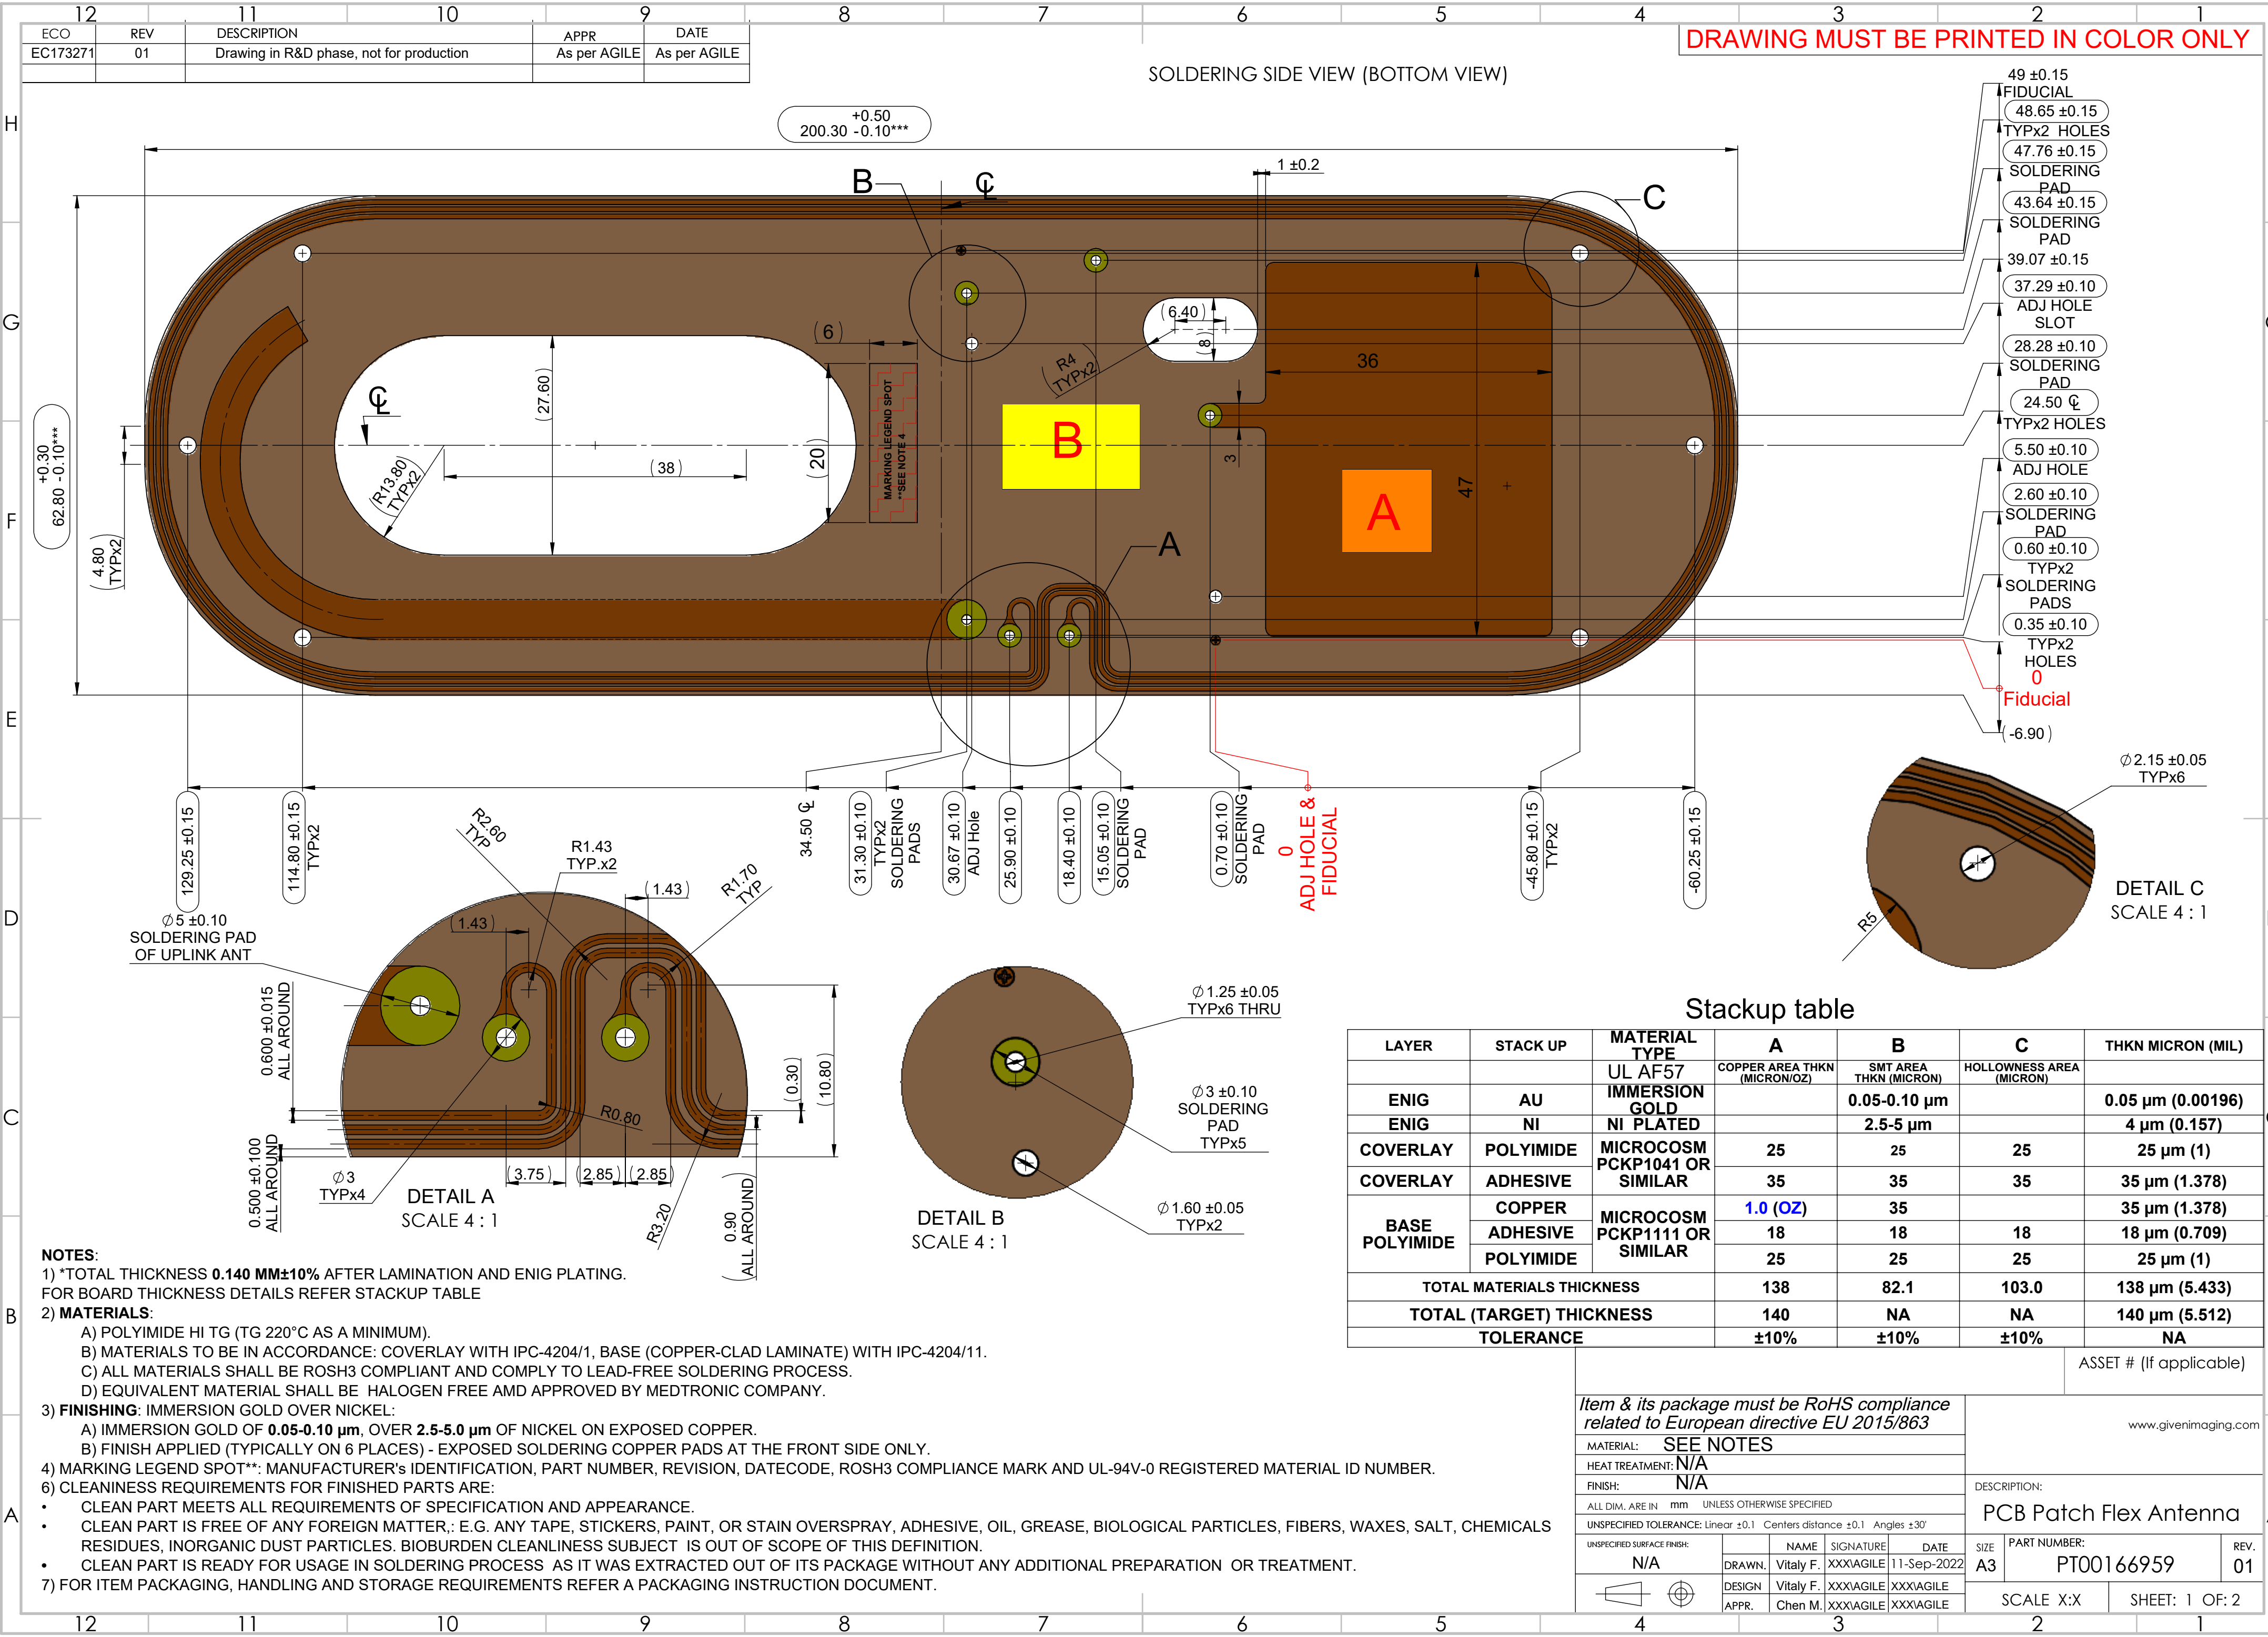 12 11 10 9 8 7 6 5 4 3 2 1
ECO REV DESCRIPTION APPR DATE
EC173271 01 Drawing in R&D phase, not for production As per AGILE As per AGILE
DRAWING MUST BE PRINTED IN COLOR ONLY
SOLDERING SIDE VIEW (BOTTOM VIEW)
H
G
F
E
D
C
B
A
+0.50
200.30 -0.10***
1 ±0.2
B
C
A
℄
℄
+0.30
62.80 -0.10***
(4.80)
TYPx2
(R13.80)
TYPx2
(27.60)
(38)
(6)
(20)
MARKING LEGEND SPOT
**SEE NOTE 4
(R4
TYPx2)
(6.40)
(8)
3
36
47
B
A
49 ±0.15
FIDUCIAL
48.65 ±0.15
TYPx2 HOLES
47.76 ±0.15
SOLDERING
PAD
43.64 ±0.15
SOLDERING
PAD
39.07 ±0.15
37.29 ±0.10
ADJ HOLE
SLOT
28.28 ±0.10
SOLDERING
PAD
24.50 ℄
TYPx2 HOLES
5.50 ±0.10
ADJ HOLE
2.60 ±0.10
SOLDERING
PAD
0.60 ±0.10
TYPx2
SOLDERING
PADS
0.35 ±0.10
TYPx2
HOLES
0
Fiducial
(-6.90)
129.25 ±0.15
114.80 ±0.15
TYPx2
34.50 ℄
31.30 ±0.10
TYPx2
SOLDERING
PADS
30.67 ±0.10
ADJ Hole
25.90 ±0.10
18.40 ±0.10
15.05 ±0.10
SOLDERING
PAD
0.70 ±0.10
SOLDERING
PAD
0
ADJ HOLE &
FIDUCIAL
-45.80 ±0.15
TYPx2
-60.25 ±0.15
Ø5 ±0.10
SOLDERING PAD
OF UPLINK ANT
R2.60
TYP
R1.43
TYP.x2
(1.43)
(1.43)
R1.70
TYP
0.600 ±0.015
ALL AROUND
0.500 ±0.100
ALL AROUND
Ø3
TYPx4
R0.80
(3.75)
(2.85)
(2.85)
R3.20
(0.30)
(10.80)
(0.90
ALL AROUND)
DETAIL A
SCALE 4 : 1
Ø1.25 ±0.05
TYPx6 THRU
Ø3 ±0.10
SOLDERING
PAD
TYPx5
Ø1.60 ±0.05
TYPx2
DETAIL B
SCALE 4 : 1
Ø2.15 ±0.05
TYPx6
R5
DETAIL C
SCALE 4 : 1
Stackup table
LAYER STACK UP MATERIAL TYPE A B C THKN MICRON (MIL)
UL AF57 COPPER AREA THKN (MICRON/OZ) SMT AREA THKN (MICRON) HOLLOWNESS AREA (MICRON)
ENIG AU IMMERSION GOLD 0.05-0.10 µm 0.05 µm (0.00196)
ENIG NI NI PLATED 2.5-5 µm 4 µm (0.157)
COVERLAY POLYIMIDE MICROCOSM PCKP1041 OR SIMILAR 25 25 25 25 µm (1)
COVERLAY ADHESIVE 35 35 35 35 µm (1.378)
BASE POLYIMIDE COPPER MICROCOSM PCKP1111 OR SIMILAR 1.0 (OZ) 35 35 µm (1.378)
ADHESIVE 18 18 18 18 µm (0.709)
POLYIMIDE 25 25 25 25 µm (1)
TOTAL MATERIALS THICKNESS 138 82.1 103.0 138 µm (5.433)
TOTAL (TARGET) THICKNESS 140 NA NA 140 µm (5.512)
TOLERANCE ±10% ±10% ±10% NA
NOTES:
1) *TOTAL THICKNESS 0.140 MM±10% AFTER LAMINATION AND ENIG PLATING.
FOR BOARD THICKNESS DETAILS REFER STACKUP TABLE
2) MATERIALS:
A) POLYIMIDE HI TG (TG 220°C AS A MINIMUM).
B) MATERIALS TO BE IN ACCORDANCE: COVERLAY WITH IPC-4204/1, BASE (COPPER-CLAD LAMINATE) WITH IPC-4204/11.
C) ALL MATERIALS SHALL BE ROSH3 COMPLIANT AND COMPLY TO LEAD-FREE SOLDERING PROCESS.
D) EQUIVALENT MATERIAL SHALL BE HALOGEN FREE AMD APPROVED BY MEDTRONIC COMPANY.
3) FINISHING: IMMERSION GOLD OVER NICKEL:
A) IMMERSION GOLD OF 0.05-0.10 µm, OVER 2.5-5.0 µm OF NICKEL ON EXPOSED COPPER.
B) FINISH APPLIED (TYPICALLY ON 6 PLACES) - EXPOSED SOLDERING COPPER PADS AT THE FRONT SIDE ONLY.
4) MARKING LEGEND SPOT**: MANUFACTURER's IDENTIFICATION, PART NUMBER, REVISION, DATECODE, ROSH3 COMPLIANCE MARK AND UL-94V-0 REGISTERED MATERIAL ID NUMBER.
6) CLEANINESS REQUIREMENTS FOR FINISHED PARTS ARE:
• CLEAN PART MEETS ALL REQUIREMENTS OF SPECIFICATION AND APPEARANCE.
• CLEAN PART IS FREE OF ANY FOREIGN MATTER,: E.G. ANY TAPE, STICKERS, PAINT, OR STAIN OVERSPRAY, ADHESIVE, OIL, GREASE, BIOLOGICAL PARTICLES, FIBERS, WAXES, SALT, CHEMICALS
RESIDUES, INORGANIC DUST PARTICLES. BIOBURDEN CLEANLINESS SUBJECT IS OUT OF SCOPE OF THIS DEFINITION.
• CLEAN PART IS READY FOR USAGE IN SOLDERING PROCESS AS IT WAS EXTRACTED OUT OF ITS PACKAGE WITHOUT ANY ADDITIONAL PREPARATION OR TREATMENT.
7) FOR ITEM PACKAGING, HANDLING AND STORAGE REQUIREMENTS REFER A PACKAGING INSTRUCTION DOCUMENT.
ASSET # (If applicable)
Item & its package must be RoHS compliance
related to European directive EU 2015/863
www.givenimaging.com
MATERIAL: SEE NOTES
HEAT TREATMENT: N/A
FINISH: N/A
ALL DIM. ARE IN mm UNLESS OTHERWISE SPECIFIED
UNSPECIFIED TOLERANCE: Linear ±0.1 Centers distance ±0.1 Angles ±30'
DESCRIPTION:
PCB Patch Flex Antenna
UNSPECIFIED SURFACE FINISH:
N/A
NAME SIGNATURE DATE
DRAWN. Vitaly F. XXX\AGILE 11-Sep-2022
DESIGN Vitaly F. XXX\AGILE XXX\AGILE
APPR. Chen M. XXX\AGILE XXX\AGILE
SIZE
A3
PART NUMBER:
PT00166959
REV.
01
SCALE X:X
SHEET: 1 OF: 2
12 11 10 9 8 7 6 5 4 3 2 1